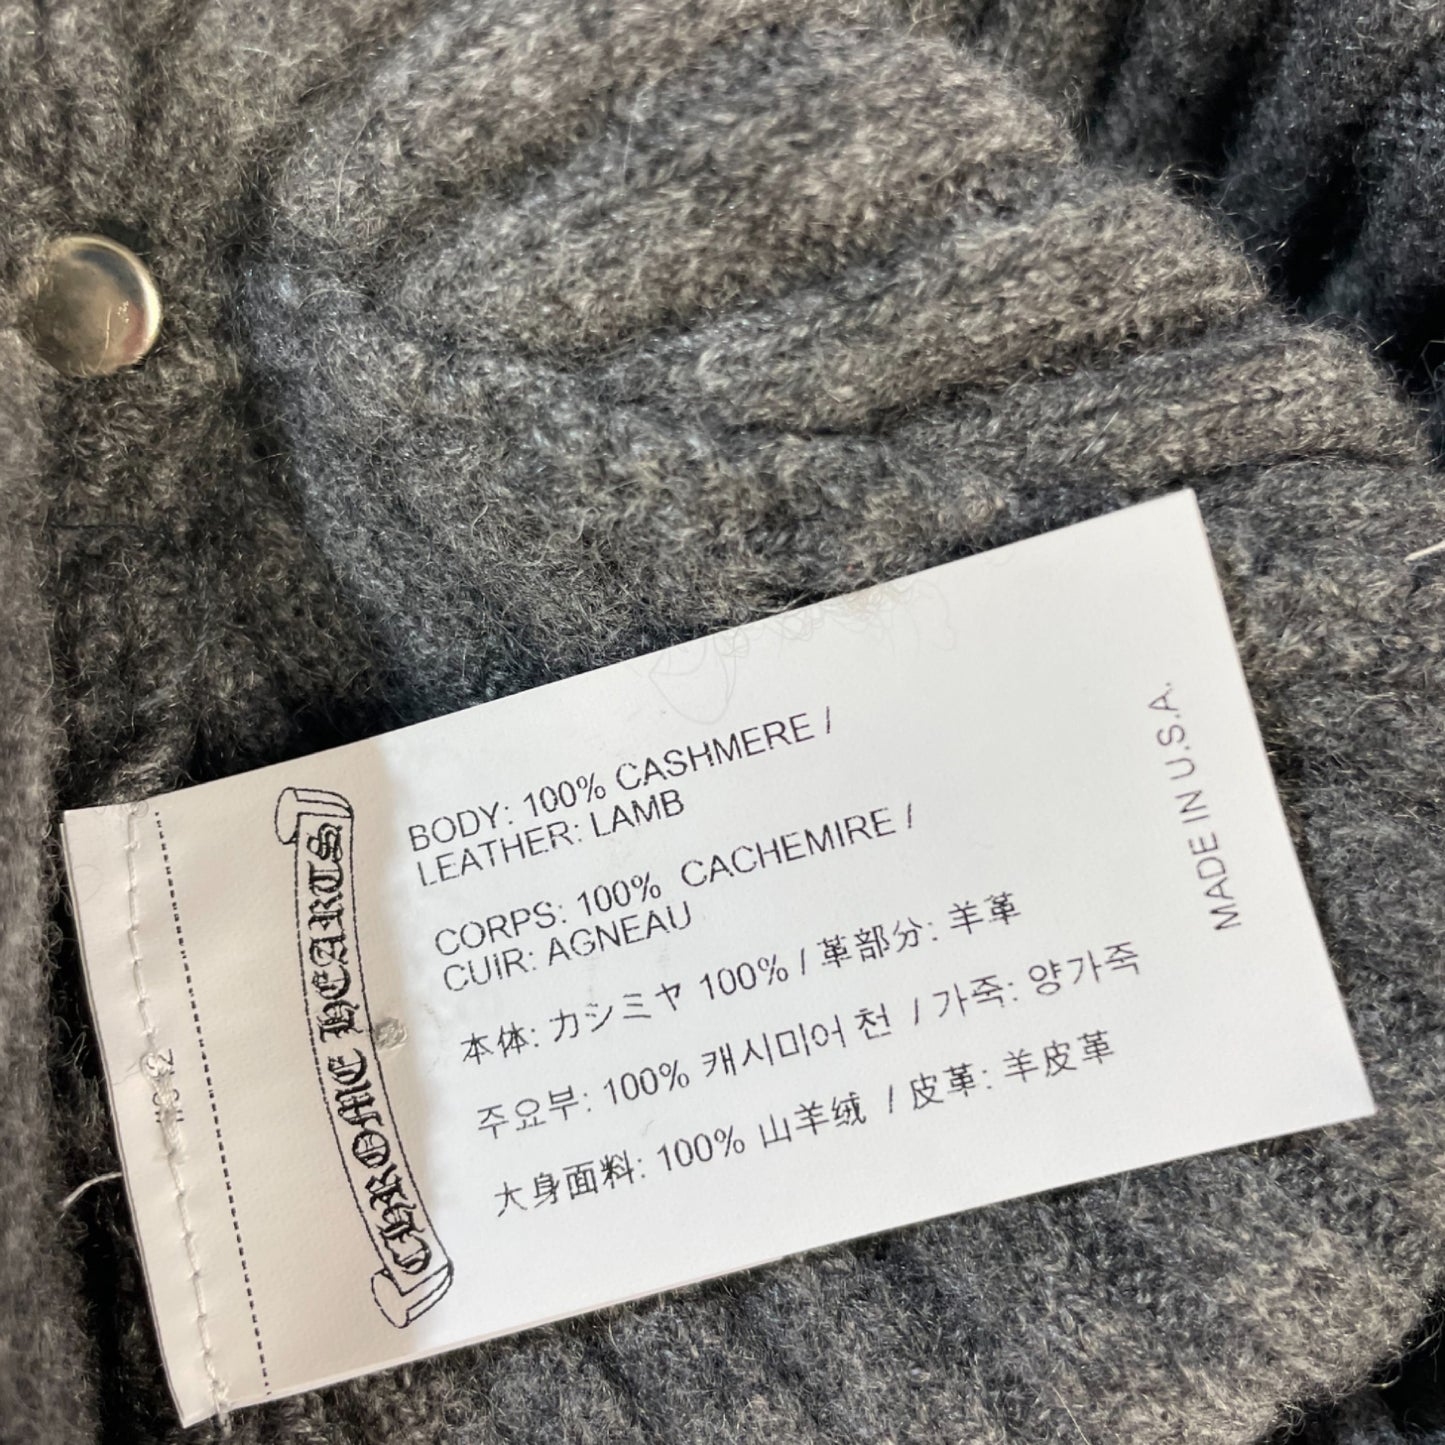 CHROME HEARTS
BODY: 100% CASHMERE /
LEATHER: LAMB
CORPS: 100% CACHEMIRE /
CUIR: AGNEAU
本体: カシミヤ 100% / 革部分: 羊革
주요부: 100% 캐시미어 천 / 가죽: 양가죽
大身面料: 100% 山羊绒 / 皮革: 羊皮革
MADE IN U.S.A.